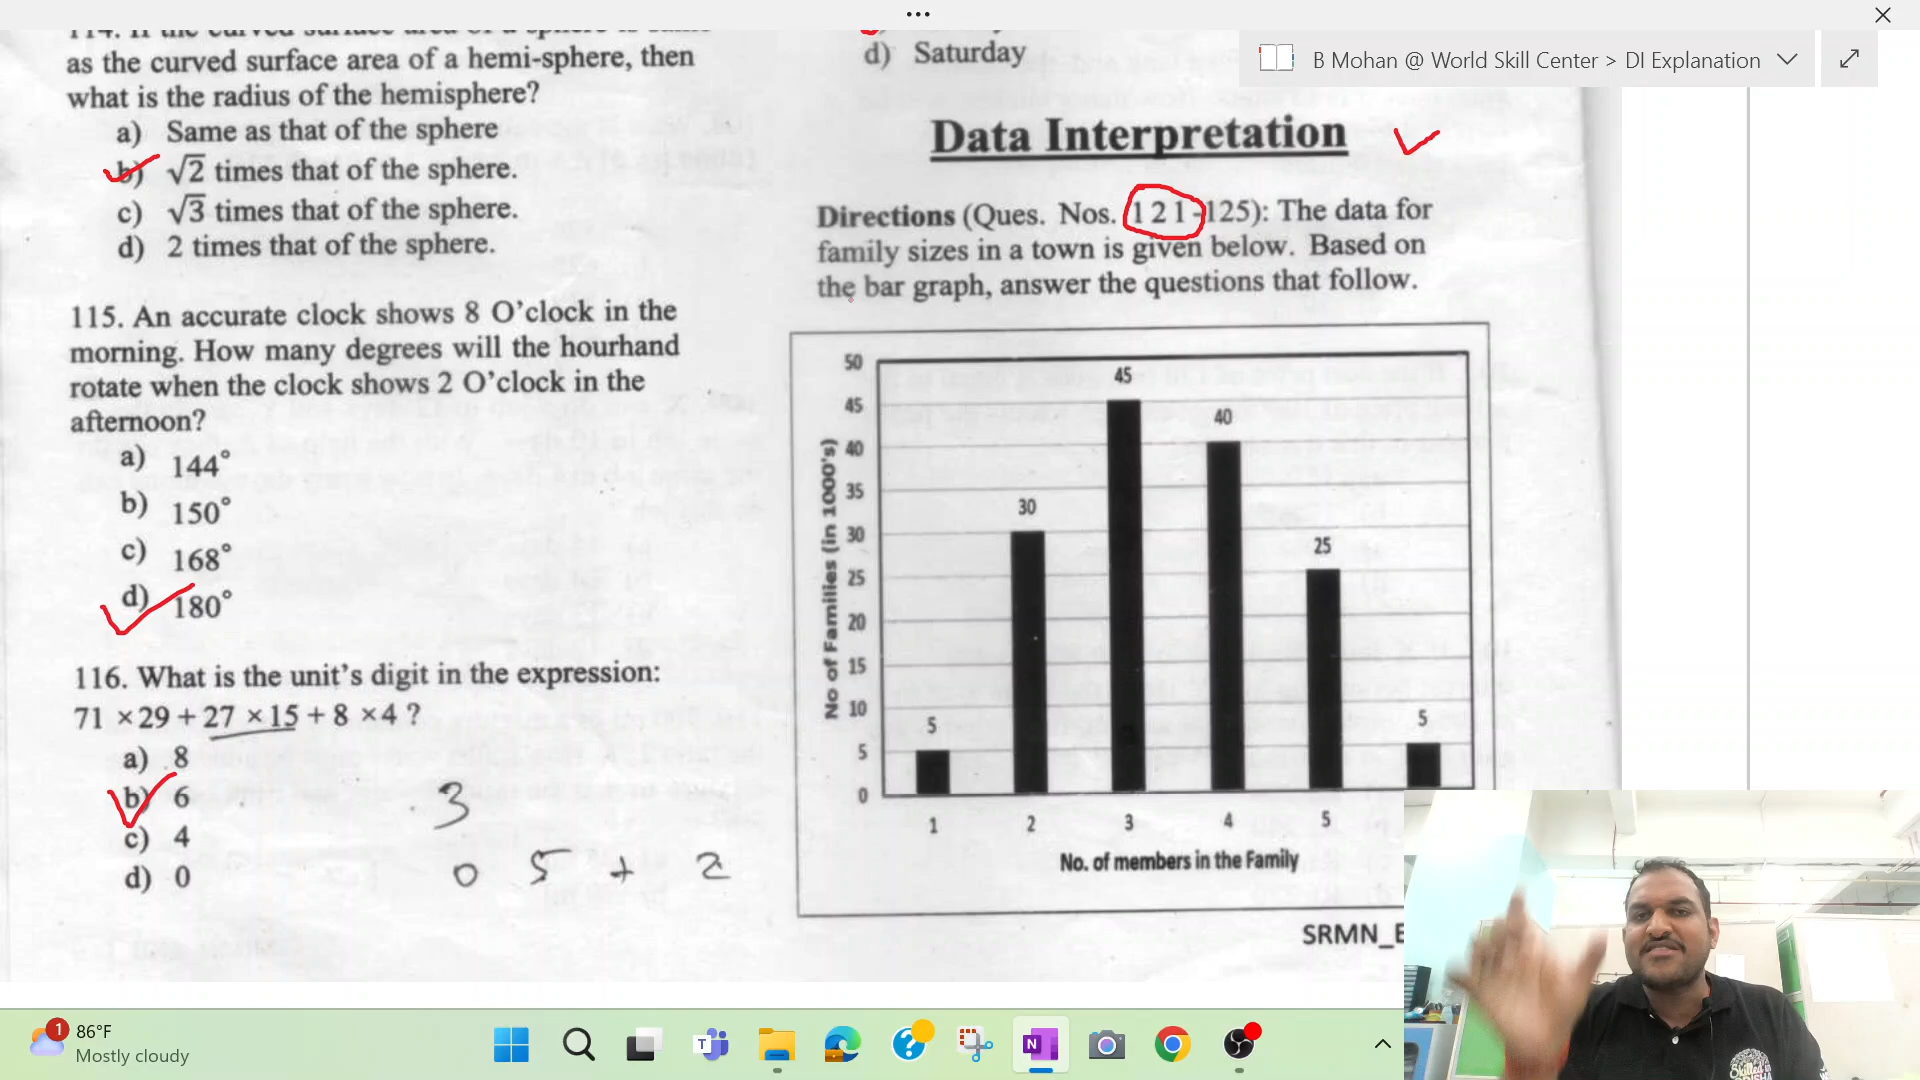 B Mohan @ World Skill Center > DI Explanation
as the curved surface area of a hemi-sphere, then
what is the radius of the hemisphere?
a) Same as that of the sphere
b) √2 times that of the sphere.
c) √3 times that of the sphere.
d) 2 times that of the sphere.
115. An accurate clock shows 8 O'clock in the
morning. How many degrees will the hourhand
rotate when the clock shows 2 O'clock in the
afternoon?
a) 144°
b) 150°
c) 168°
d) 180°
116. What is the unit's digit in the expression:
71 ×29 + 27 ×15 + 8 ×4 ?
a) 8
b) 6
c) 4
d) 0
3
0 5 + 2
d) Saturday
Data Interpretation
Directions (Ques. Nos. 121-125): The data for
family sizes in a town is given below. Based on
the bar graph, answer the questions that follow.
No of Families (in 1000's)
50
45
40
35
30
25
20
15
10
5
0
5
30
45
40
25
5
1 2 3 4 5
No. of members in the Family
SRMN_E
1
86°F
Mostly cloudy